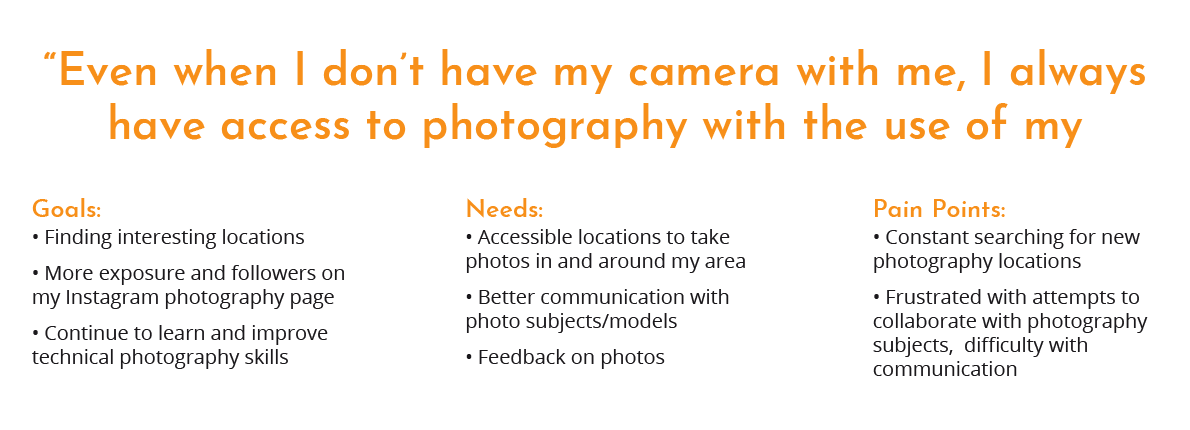 “Even when I don’t have my camera with me, I always
have access to photography with the use of my
Goals:
• Finding interesting locations
• More exposure and followers on
my Instagram photography page
• Continue to learn and improve
technical photography skills
Needs:
• Accessible locations to take
photos in and around my area
• Better communication with
photo subjects/models
• Feedback on photos
Pain Points:
• Constant searching for new
photography locations
• Frustrated with attempts to
collaborate with photography
subjects,  difficulty with
communication